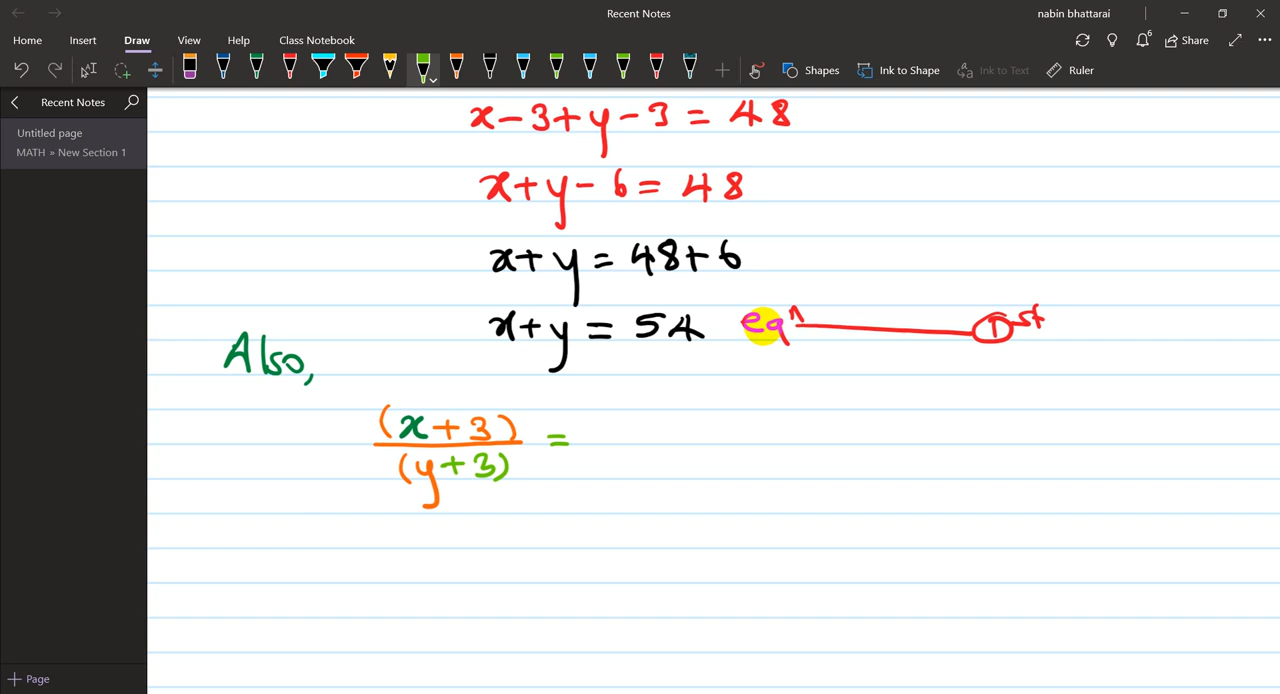 Recent Notes
nabin bhattarai
Home Insert Draw View Help Class Notebook
6
Share
Shapes Ink to Shape Ink to Text Ruler
Recent Notes
Untitled page
MATH » New Section 1
x-3+y-3 = 48
x+y-6 = 48
x+y = 48+6
x+y = 54 eqⁿ 1st
Also,
(x+3)
=
(y+3)
Page